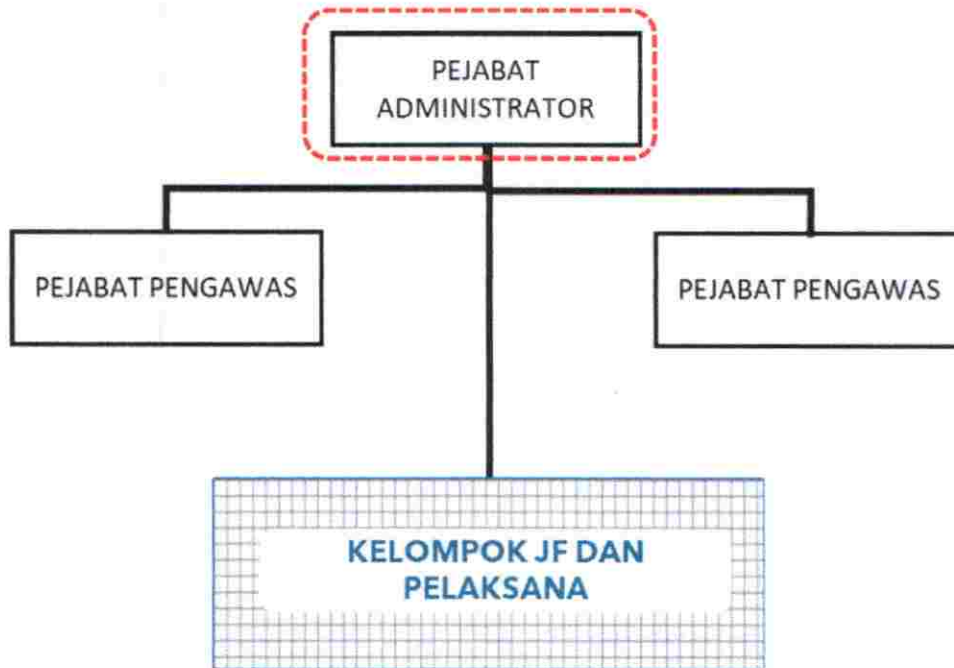 PEJABAT
ADMINISTRATOR
PEJABAT PENGAWAS
PEJABAT PENGAWAS
KELOMPOK JF DAN
PELAKSANA